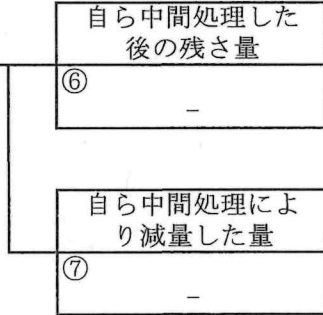 自ら中間処理した
後の残さ量
⑥
－
自ら中間処理によ
り減量した量
⑦
－